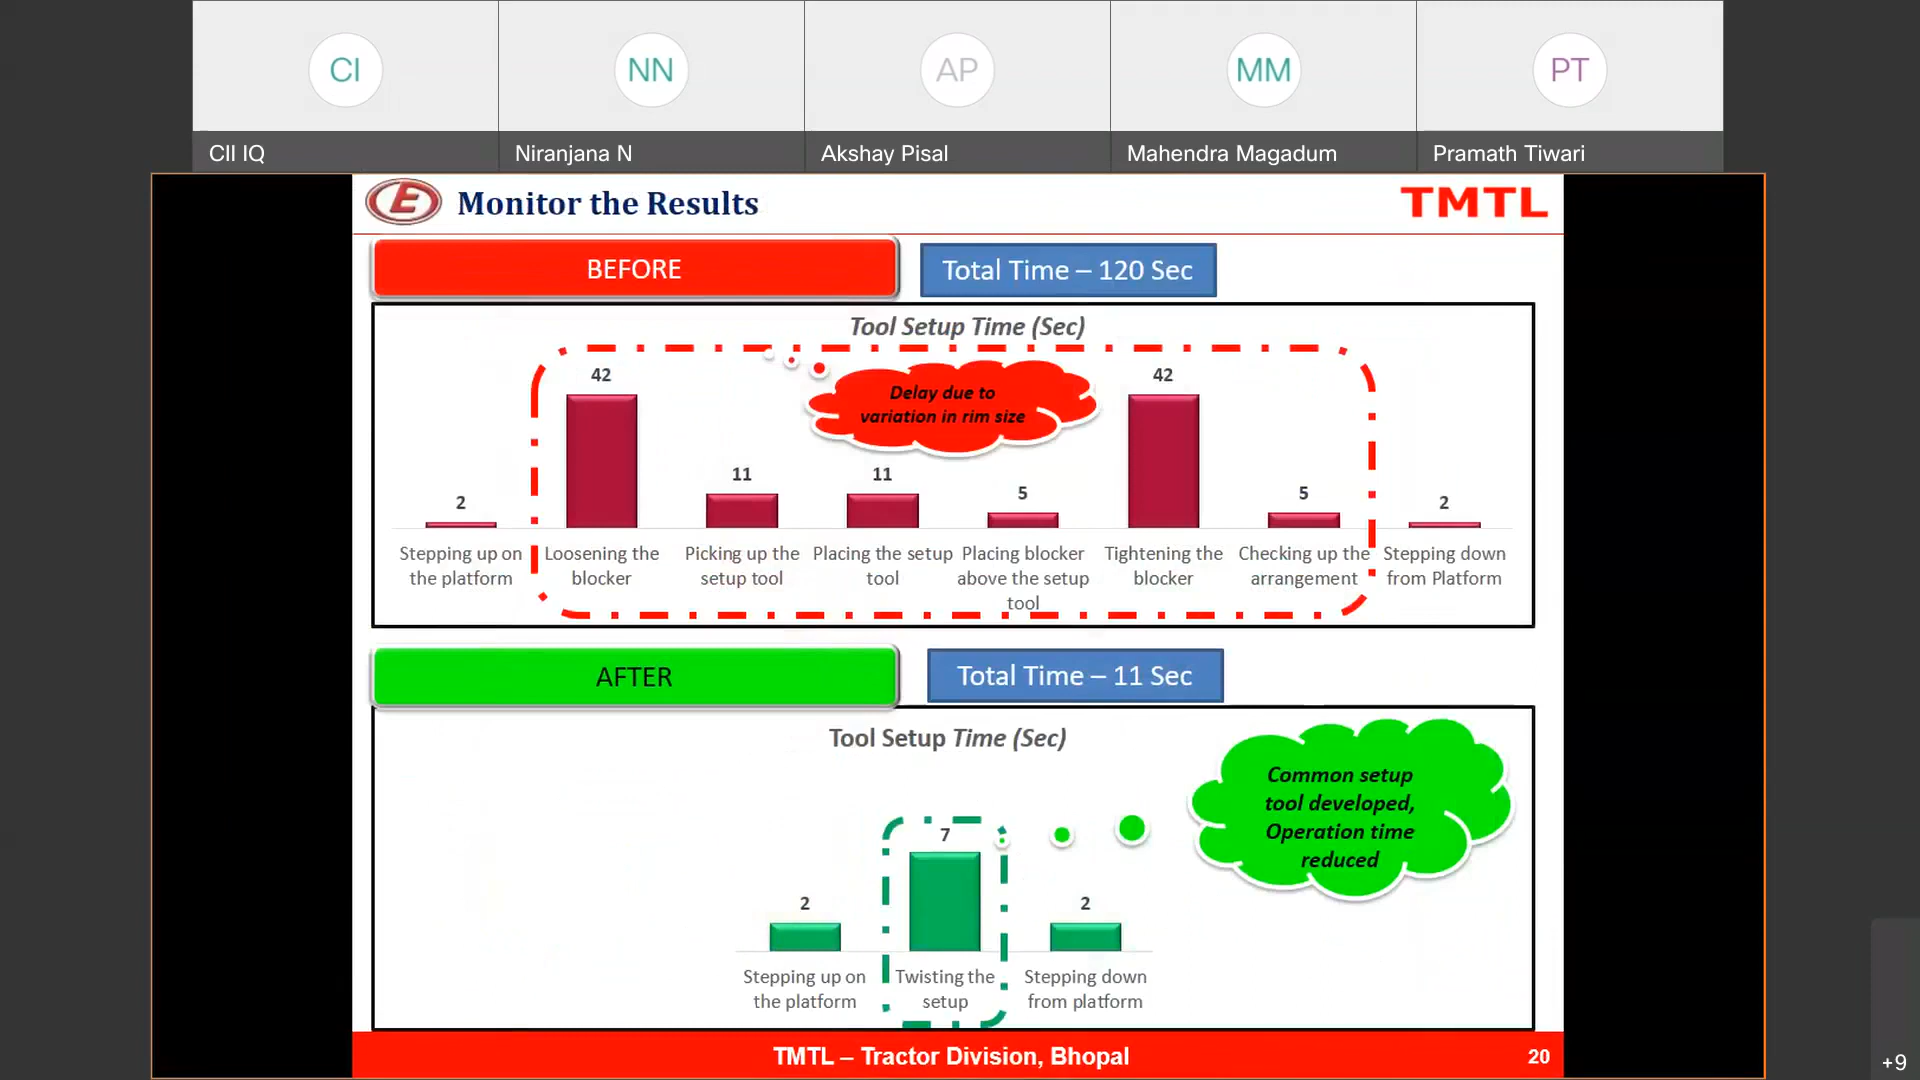 CI
NN
AP
MM
PT
CII IQ
Niranjana N
Akshay Pisal
Mahendra Magadum
Pramath Tiwari
E
Monitor the Results
TMTL
BEFORE
Total Time – 120 Sec
Tool Setup Time (Sec)
Delay due to
variation in rim size
2
42
11
11
5
42
5
2
Stepping up on
the platform
Loosening the
blocker
Picking up the
setup tool
Placing the setup
tool
Placing blocker
above the setup
tool
Tightening the
blocker
Checking up the
arrangement
Stepping down
from Platform
AFTER
Total Time – 11 Sec
Tool Setup Time (Sec)
Common setup
tool developed,
Operation time
reduced
2
7
2
Stepping up on
the platform
Twisting the
setup
Stepping down
from platform
TMTL – Tractor Division, Bhopal
20
+9